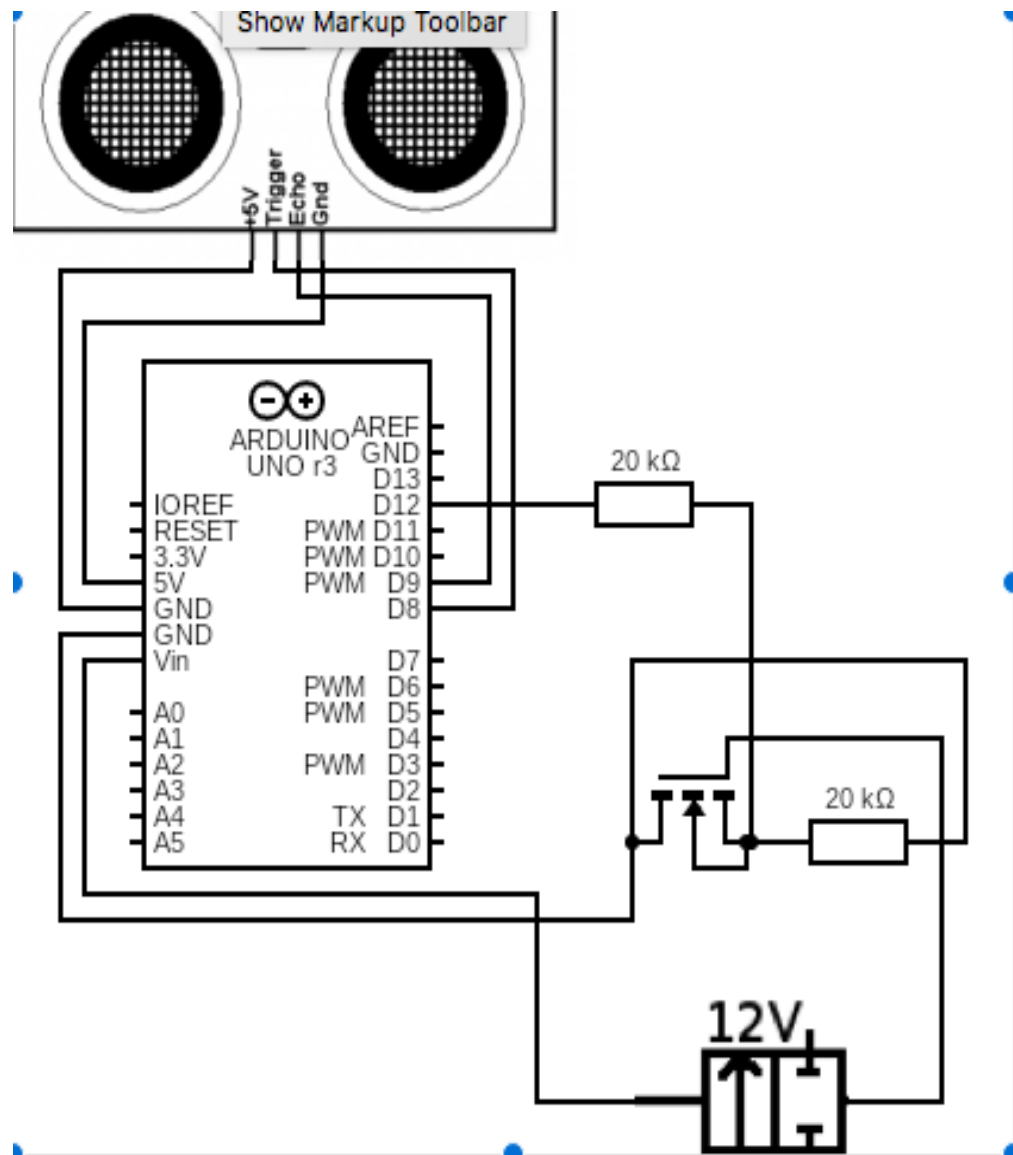 Show Markup Toolbar
+5V
Trigger
Echo
Gnd
ARDUINO
UNO r3
AREF
GND
D13
D12
PWM D11
PWM D10
PWM D9
D8
D7
PWM D6
PWM D5
D4
PWM D3
D2
TX D1
RX D0
IOREF
RESET
3.3V
5V
GND
GND
Vin
A0
A1
A2
A3
A4
A5
20 kΩ
20 kΩ
12V